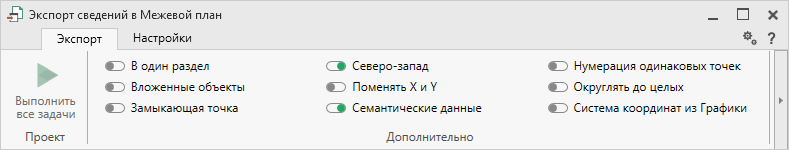 Экспорт сведений в Межевой план
Экспорт
Настройки
?
Выполнить
все задачи
Проект
В один раздел
Вложенные объекты
Замыкающая точка
Северо-запад
Поменять X и Y
Семантические данные
Нумерация одинаковых точек
Округлять до целых
Система координат из Графики
Дополнительно